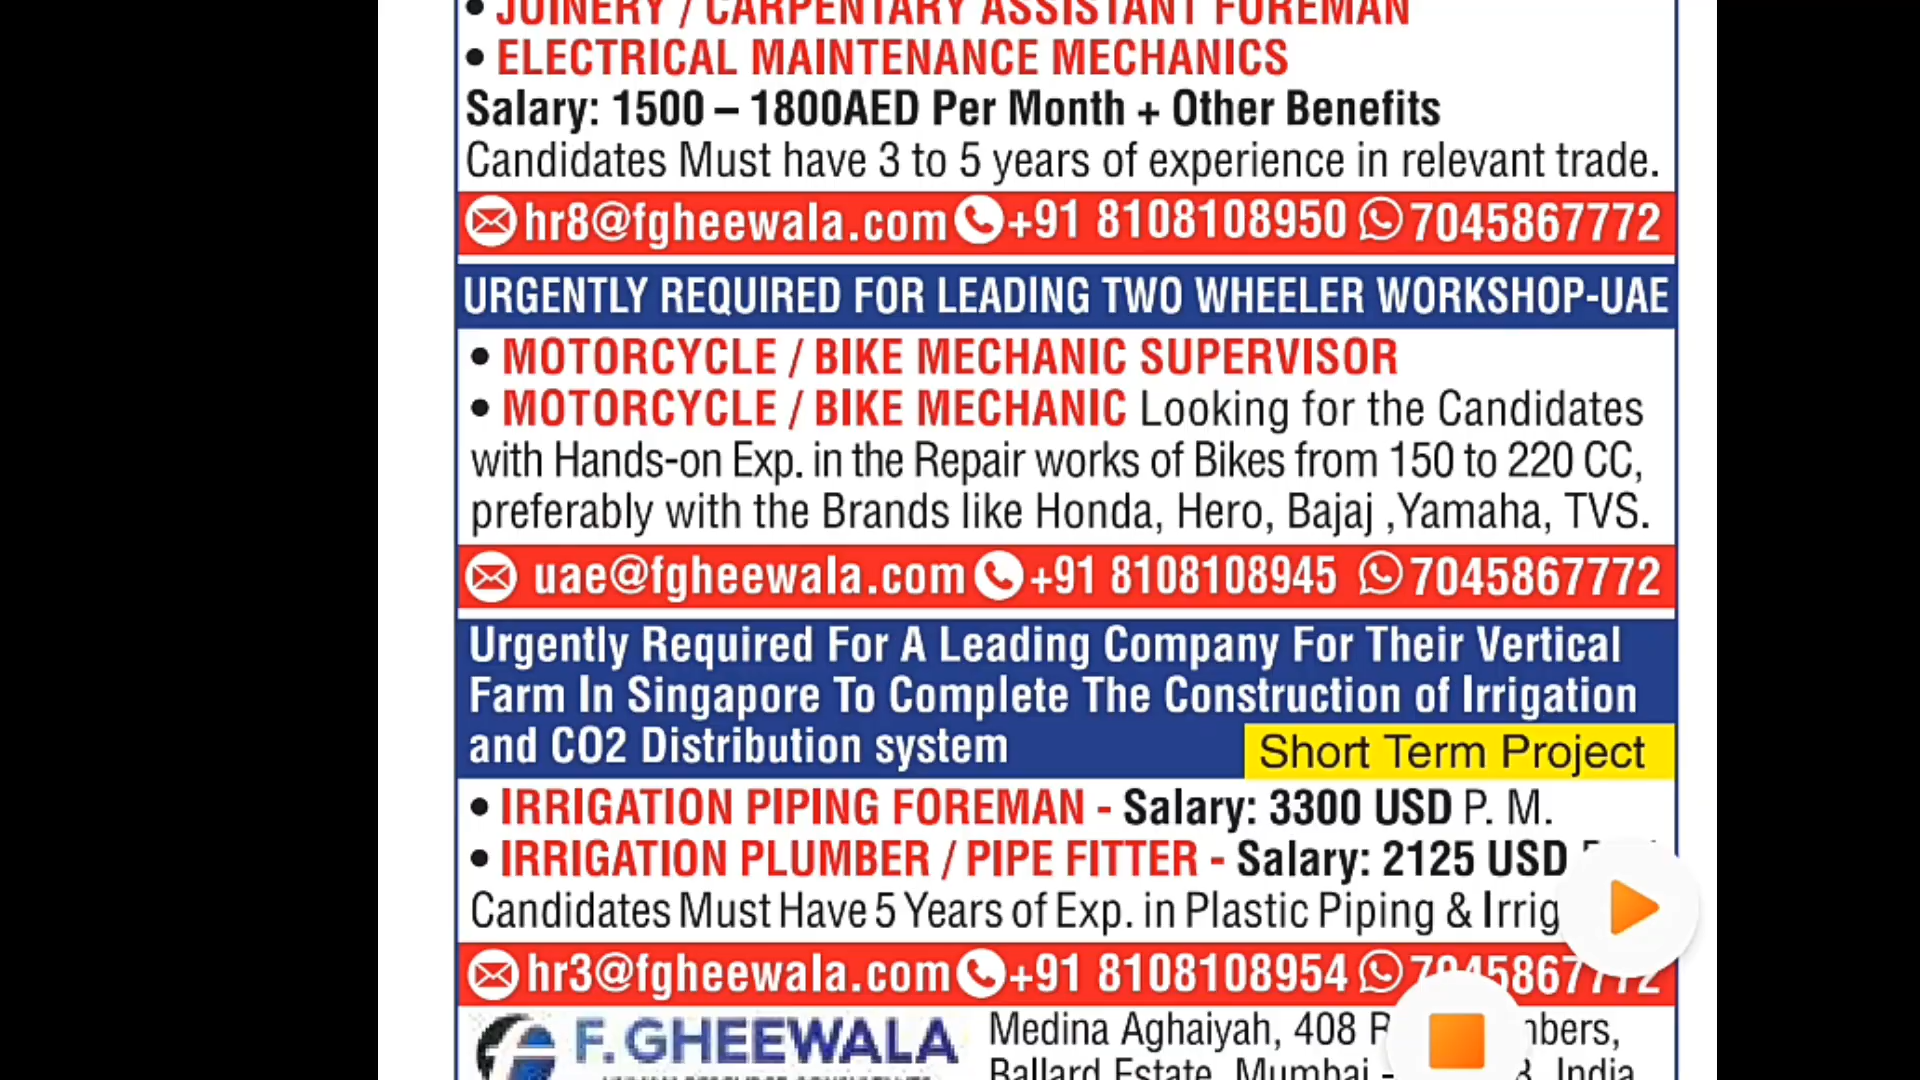 • JOINERY / CARPENTARY ASSISTANT FOREMAN
• ELECTRICAL MAINTENANCE MECHANICS
Salary: 1500 – 1800AED Per Month + Other Benefits
Candidates Must have 3 to 5 years of experience in relevant trade.
hr8@fgheewala.com +91 8108108950 7045867772
URGENTLY REQUIRED FOR LEADING TWO WHEELER WORKSHOP-UAE
• MOTORCYCLE / BIKE MECHANIC SUPERVISOR
• MOTORCYCLE / BIKE MECHANIC Looking for the Candidates
with Hands-on Exp. in the Repair works of Bikes from 150 to 220 CC,
preferably with the Brands like Honda, Hero, Bajaj ,Yamaha, TVS.
uae@fgheewala.com +91 8108108945 7045867772
Urgently Required For A Leading Company For Their Vertical
Farm In Singapore To Complete The Construction of Irrigation
and CO2 Distribution system
Short Term Project
• IRRIGATION PIPING FOREMAN - Salary: 3300 USD P. M.
• IRRIGATION PLUMBER / PIPE FITTER - Salary: 2125 USD
Candidates Must Have 5 Years of Exp. in Plastic Piping & Irrig
hr3@fgheewala.com +91 8108108954
F. GHEEWALA
Medina Aghaiyah, 408
Ballard Estate, Mumbai - India